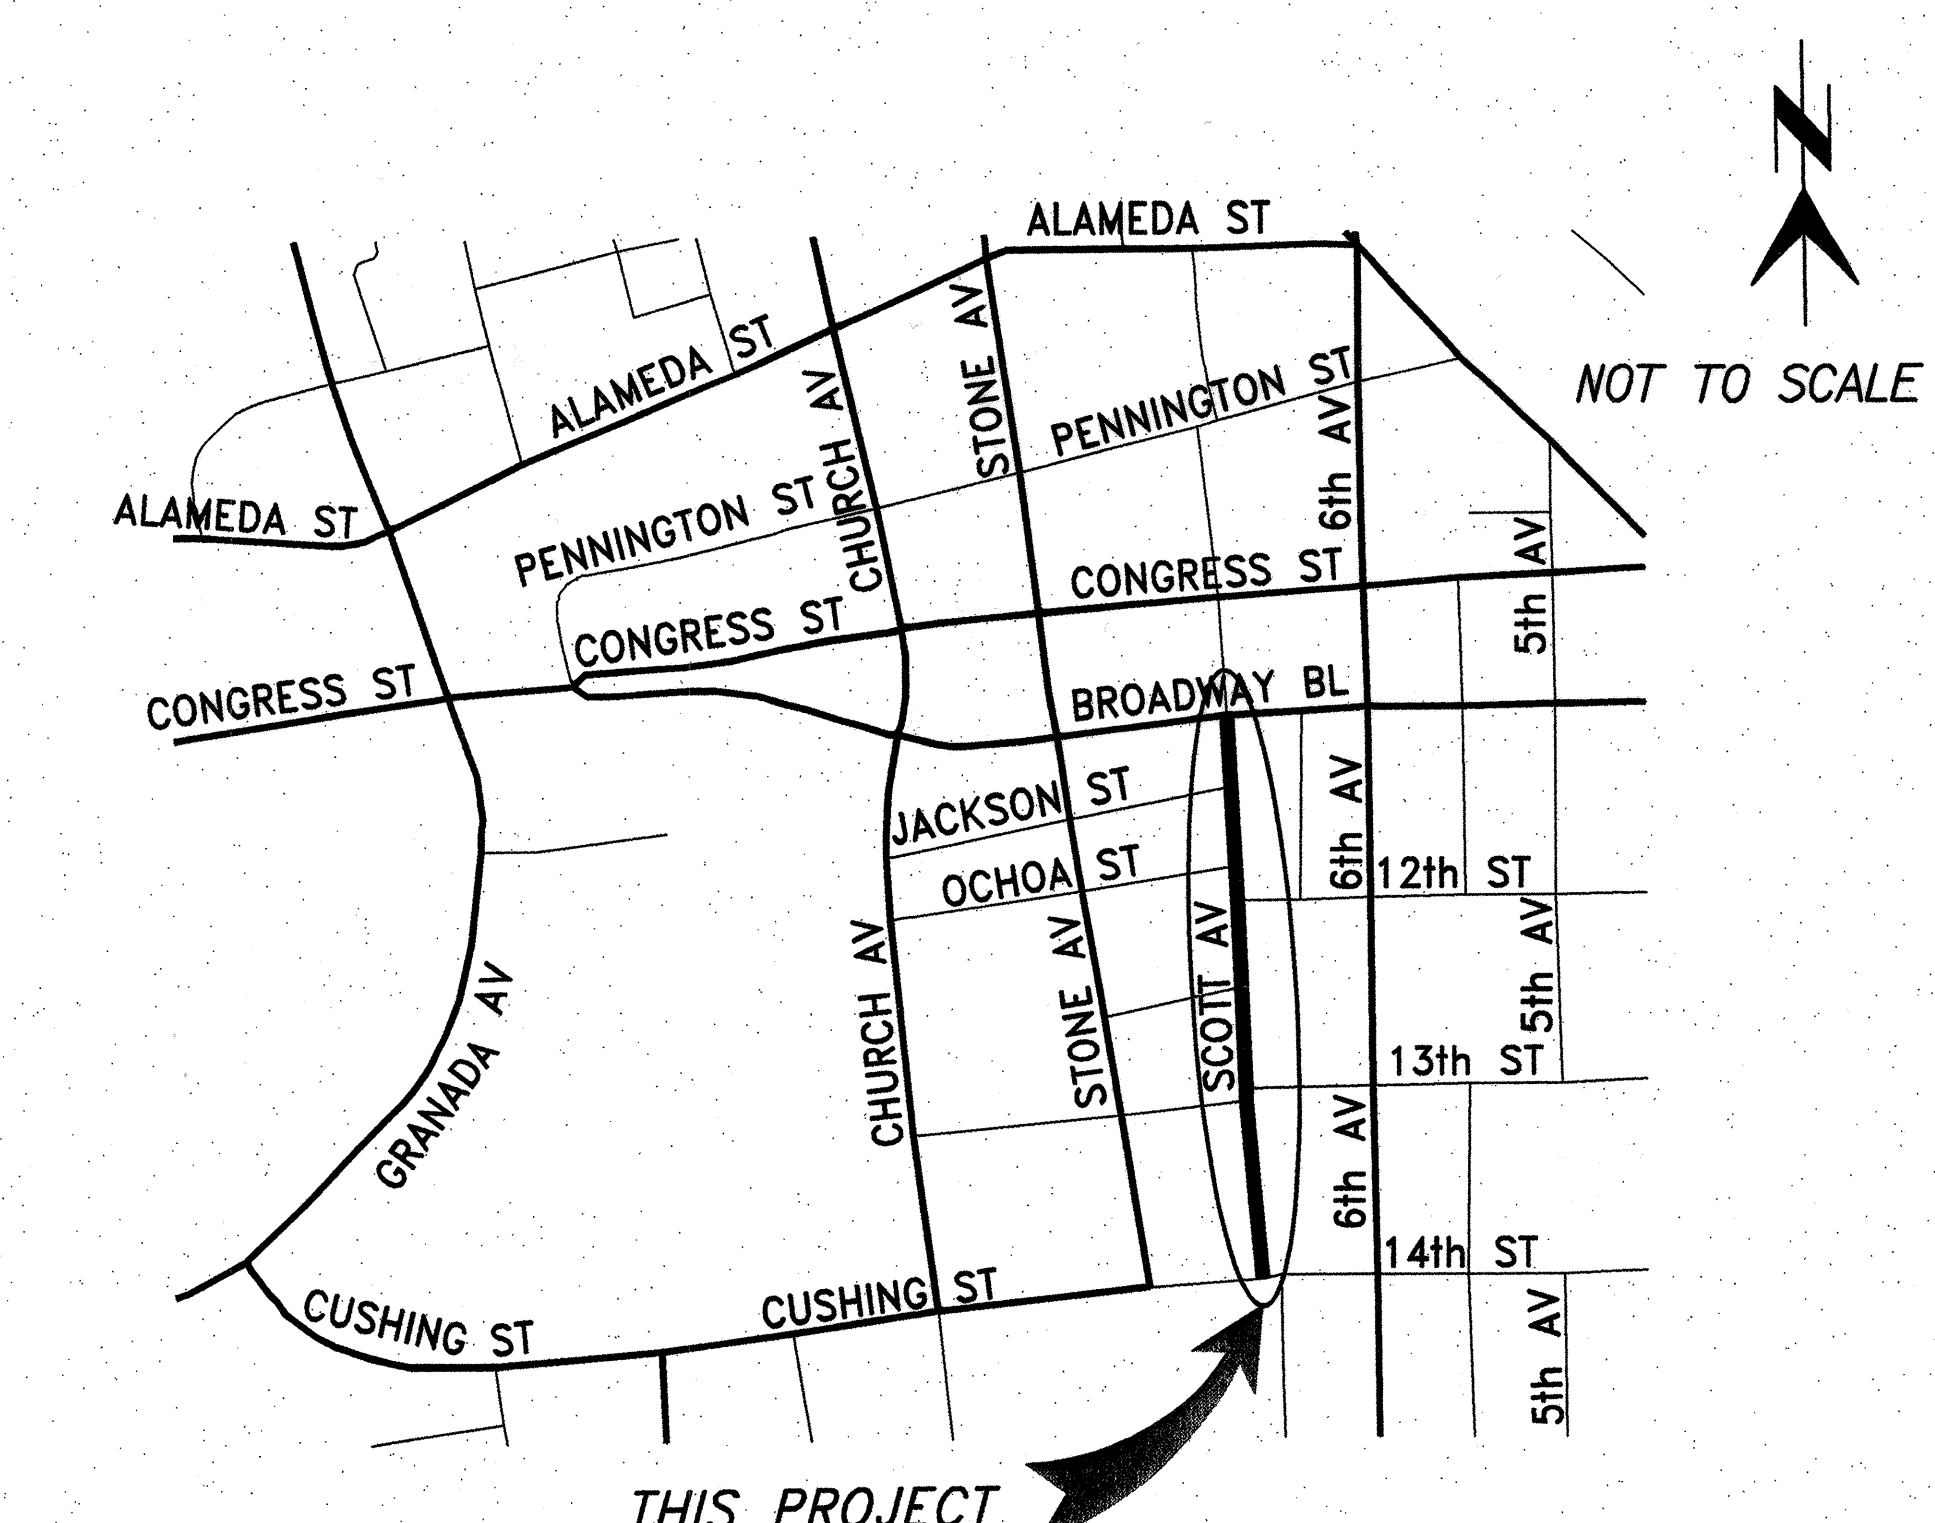 N
ALAMEDA ST
NOT TO SCALE
ALAMEDA ST
STONE AV
CHURCH AV
PENNINGTON ST
6th AV
ALAMEDA ST
PENNINGTON ST
CONGRESS ST
5th AV
CONGRESS ST
CONGRESS ST
BROADWAY BL
JACKSON ST
OCHOA ST
6th AV
12th ST
CHURCH AV
STONE AV
SCOTT AV
5th AV
GRANADA AV
13th ST
6th AV
14th ST
CUSHING ST
CUSHING ST
5th AV
THIS PROJECT